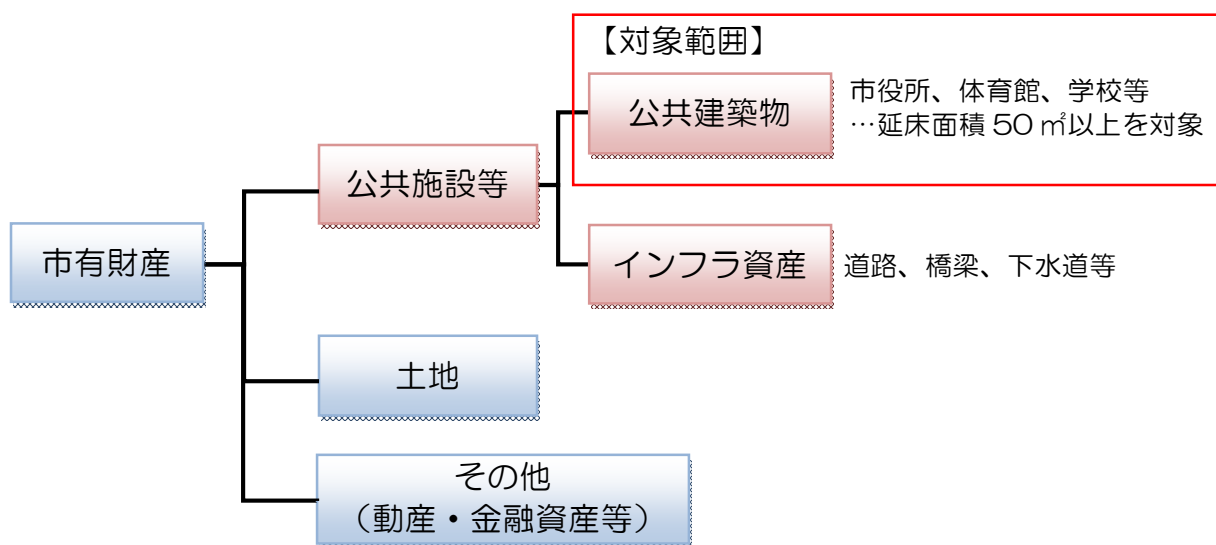 【対象範囲】
公共建築物
市役所、体育館、学校等
…延床面積 50 ㎡以上を対象
公共施設等
市有財産
インフラ資産
道路、橋梁、下水道等
土地
その他
（動産・金融資産等）